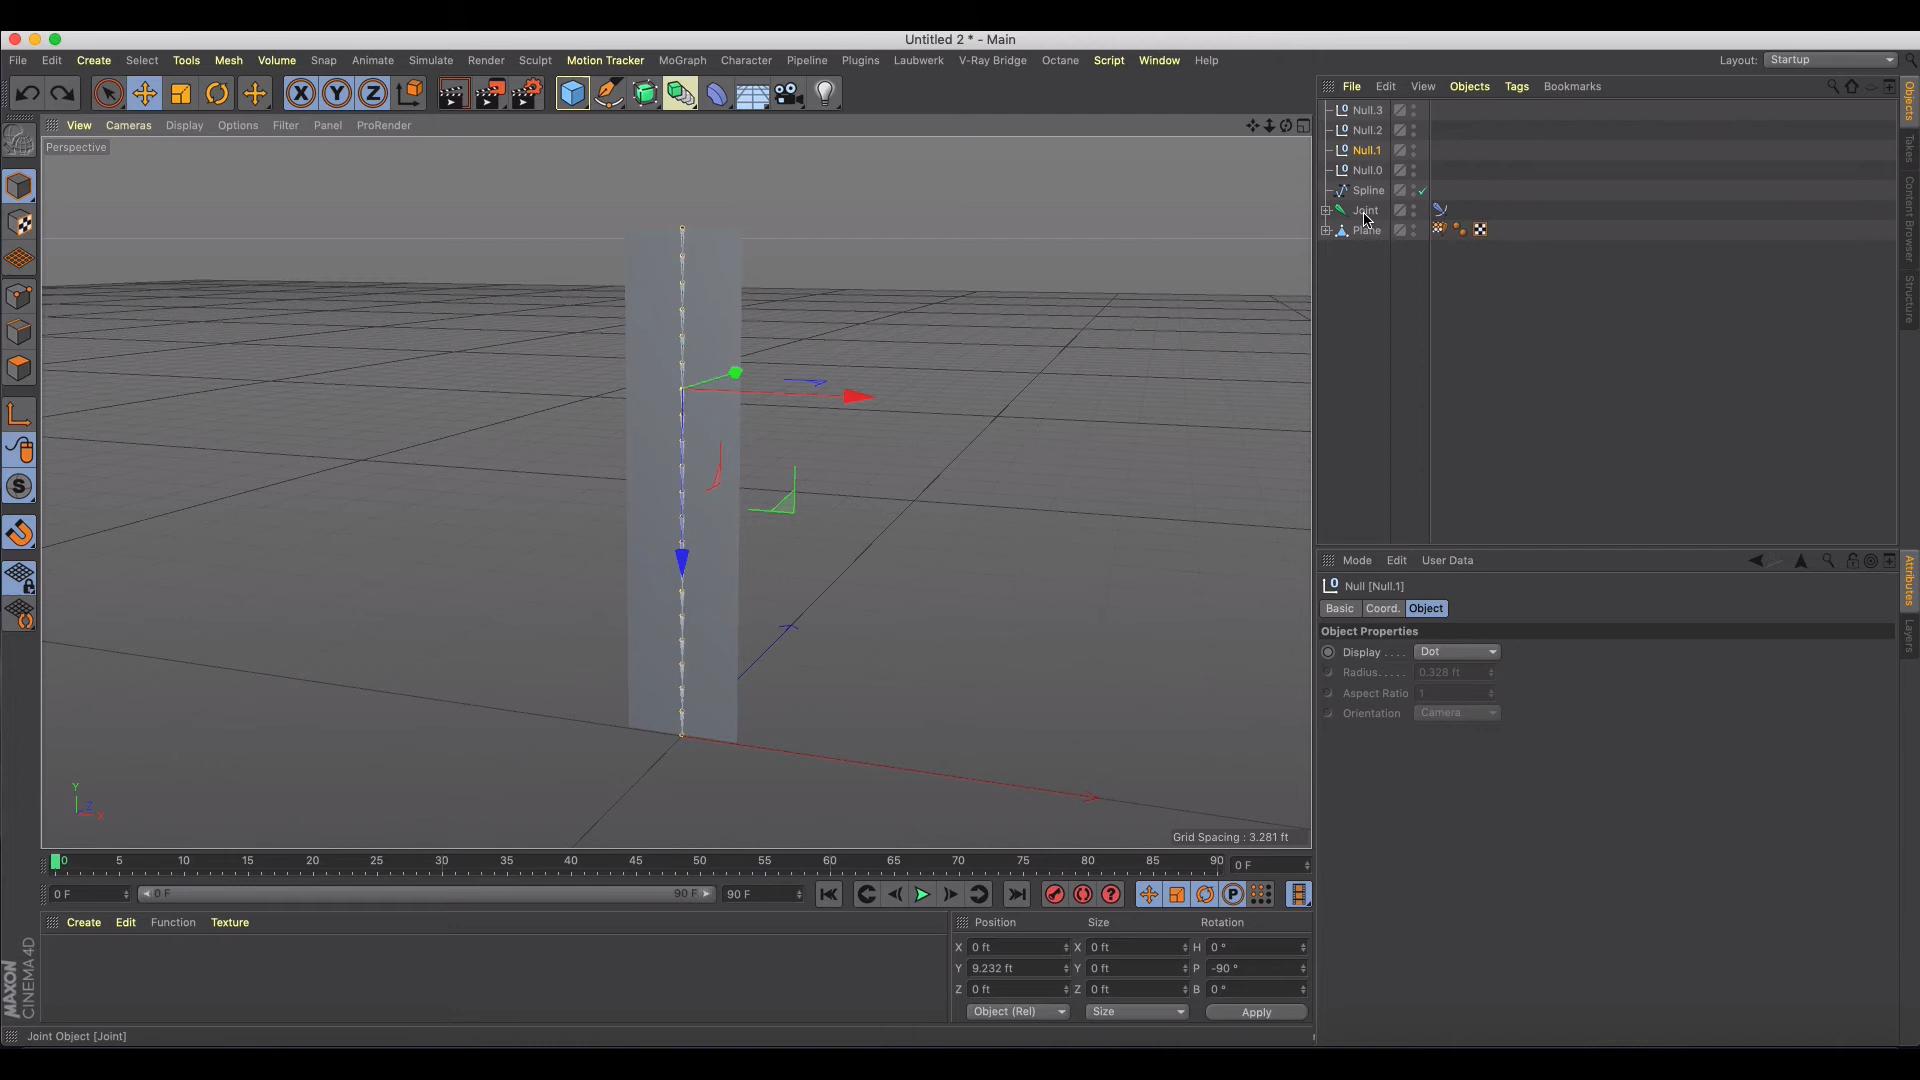 Untitled 2 * - Main
File Edit Create Select Tools Mesh Volume Snap Animate Simulate Render Sculpt Motion Tracker MoGraph Character Pipeline Plugins Laubwerk V-Ray Bridge Octane Script Window Help Layout: Startup
X Y Z
File Edit View Objects Tags Bookmarks
View Cameras Display Options Filter Panel ProRender
Perspective
Null.3
Null.2
Null.1
Null.0
Spline
Joint
Plane
Objects
Takes
Content Browser
Structure
Mode Edit User Data
Null [Null.1]
Basic Coord. Object
Object Properties
Display . . . . Dot
Radius. . . . . 0.328 ft
Aspect Ratio 1
Orientation Camera
Attributes
Layers
Y
Z
X
Grid Spacing : 3.281 ft
0 5 10 15 20 25 30 35 40 45 50 55 60 65 70 75 80 85 90 0 F
0 F 0 F 90 F 90 F
Create Edit Function Texture
Position Size Rotation
X 0 ft X 0 ft H 0 °
Y 9.232 ft Y 0 ft P -90 °
Z 0 ft Z 0 ft B 0 °
Object (Rel) Size Apply
MAXON
CINEMA 4D
Joint Object [Joint]